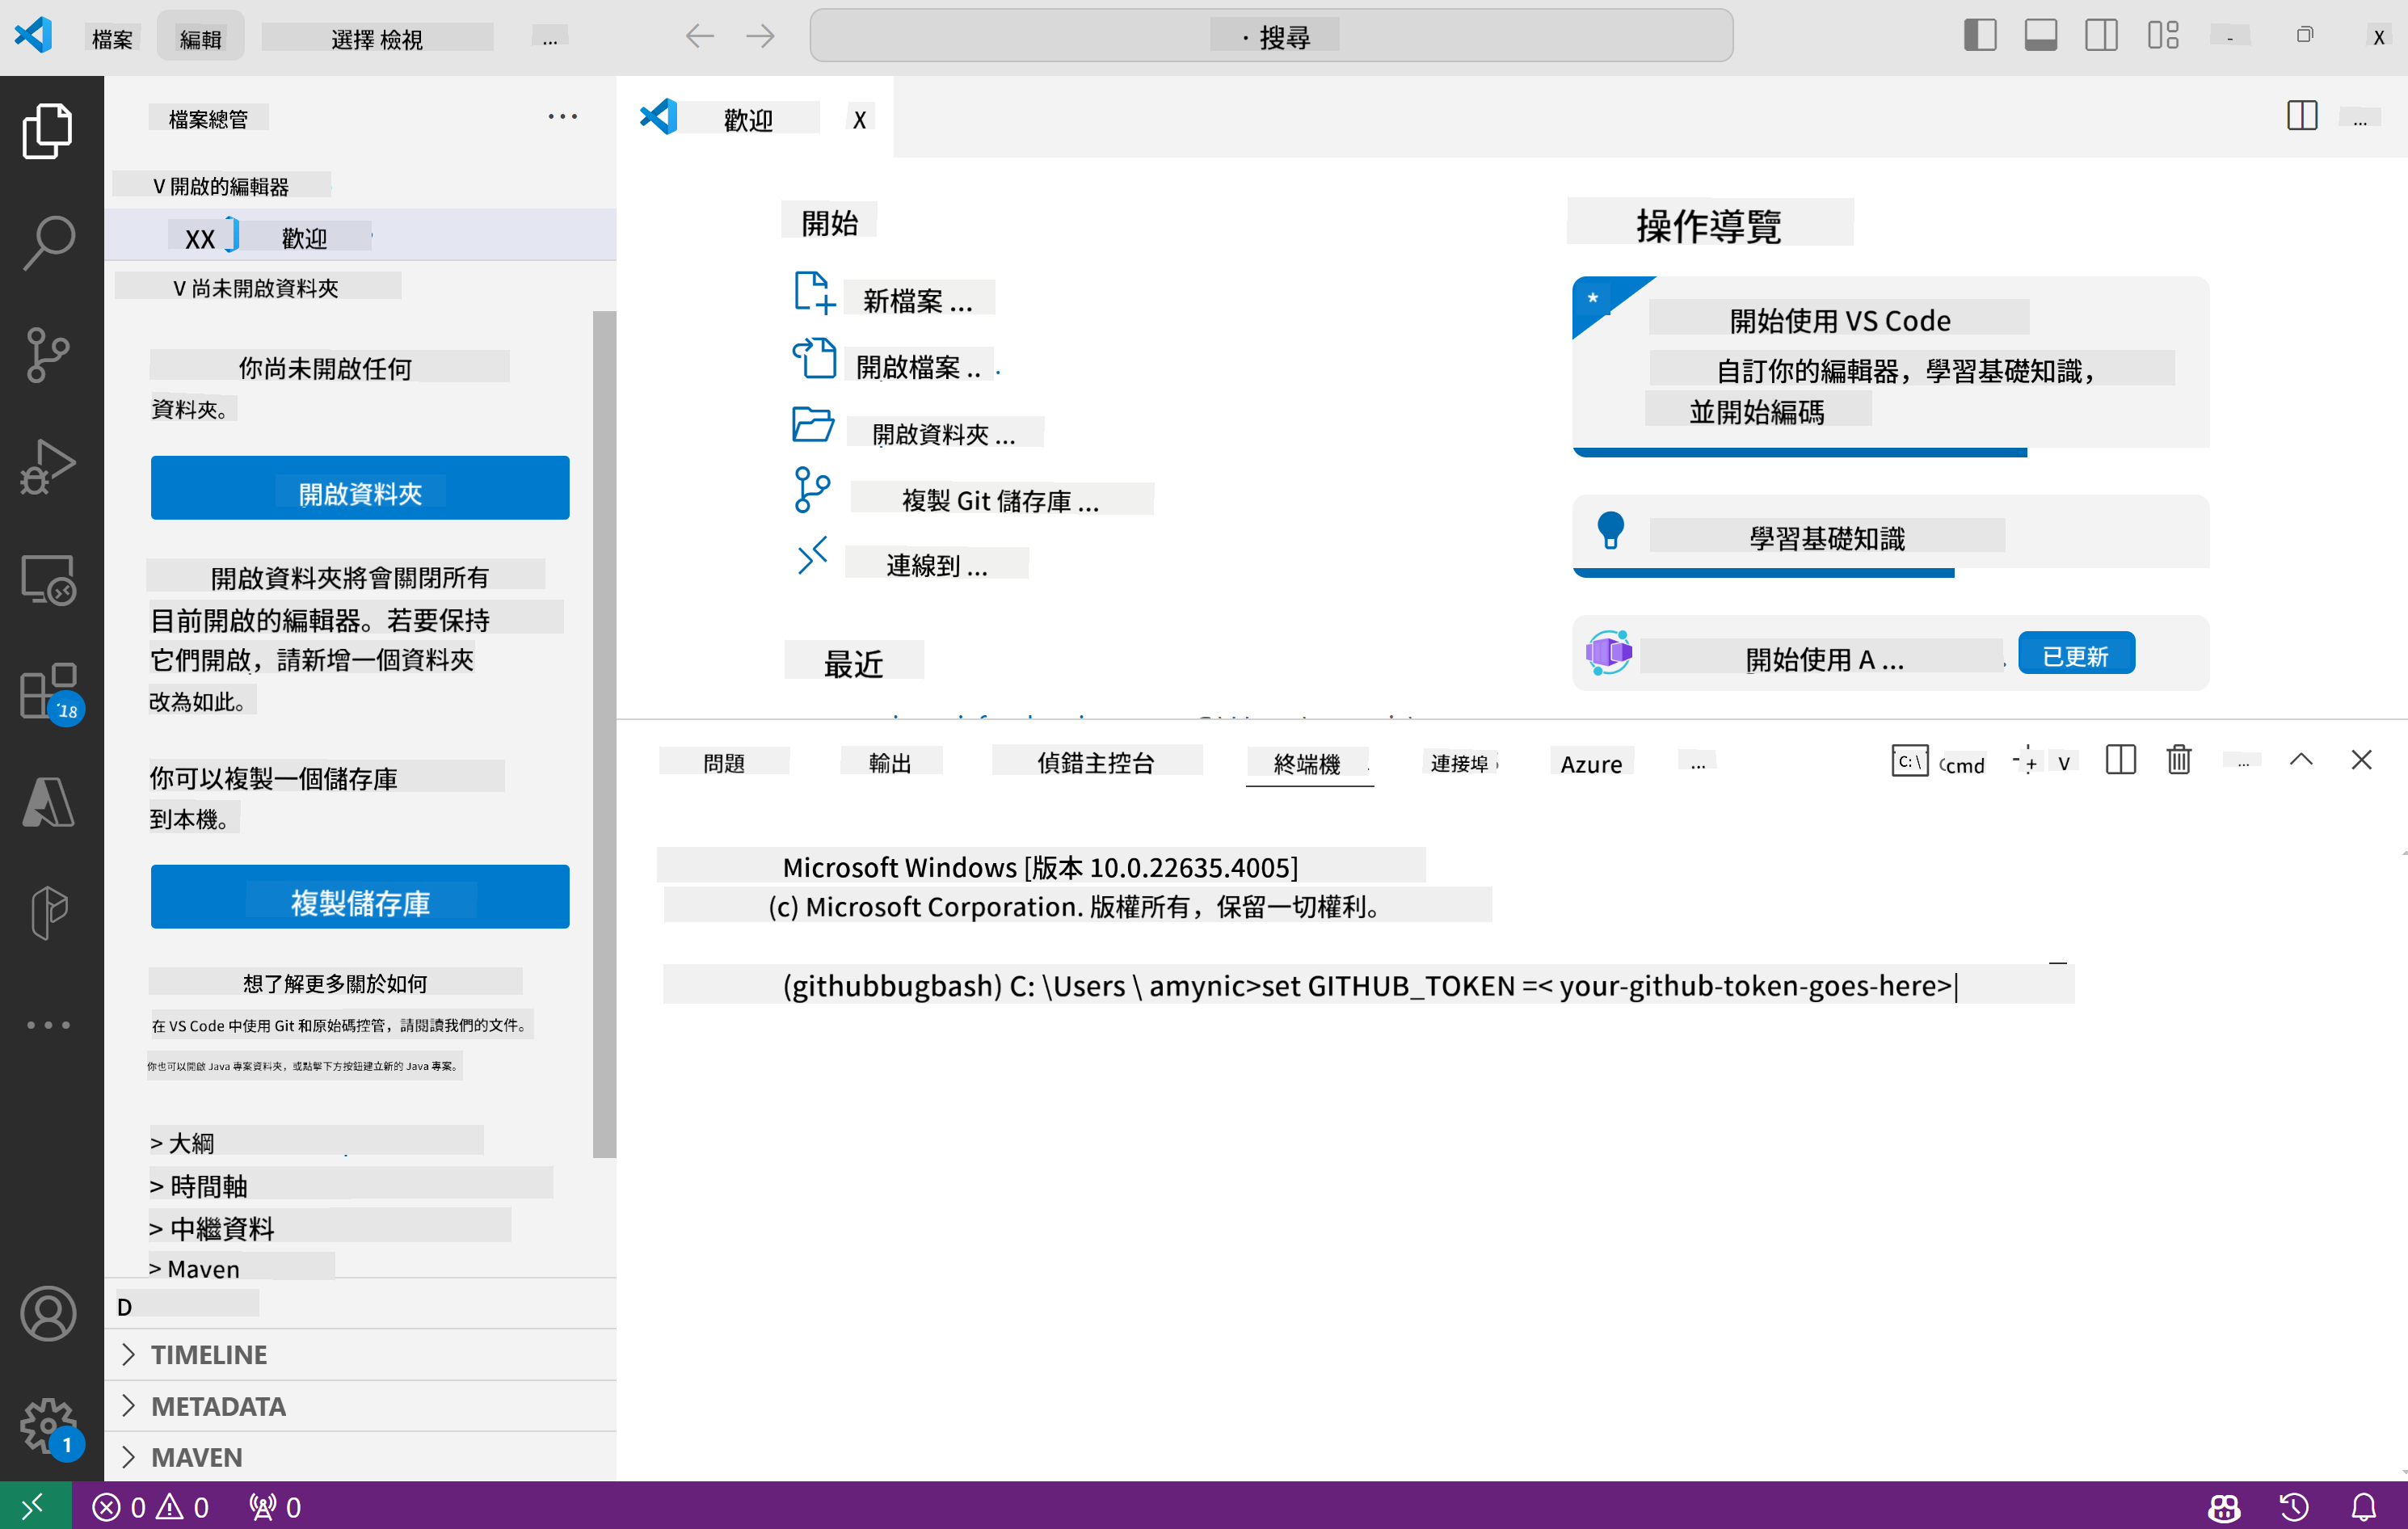 檔案 編輯 選擇 檢視 ...
· 搜尋
- X
檔案總管 ...
V 開啟的編輯器
XX 歡迎
V 尚未開啟資料夾
你尚未開啟任何
資料夾。
開啟資料夾
開啟資料夾將會關閉所有
目前開啟的編輯器。若要保持
它們開啟，請新增一個資料夾
改為如此。
你可以複製一個儲存庫
到本機。
複製儲存庫
想了解更多關於如何
在 VS Code 中使用 Git 和原始碼控管，請閱讀我們的文件。
你也可以開啟 Java 專案資料夾，或點擊下方按鈕建立新的 Java 專案。
> 大綱
> 時間軸
> 中繼資料
> Maven
D
TIMELINE
METADATA
MAVEN
18
1
歡迎 X
...
開始
新檔案 ...
開啟檔案 ..
開啟資料夾 ...
複製 Git 儲存庫 ...
連線到 ...
最近
操作導覽
*
開始使用 VS Code
自訂你的編輯器，學習基礎知識，
並開始編碼
學習基礎知識
開始使用 A ... 已更新
問題 輸出 偵錯主控台 終端機 連接埠 Azure ... C:\ cmd + V ...
Microsoft Windows [版本 10.0.22635.4005]
(c) Microsoft Corporation. 版權所有，保留一切權利。
(githubbugbash) C: \Users \ amynic>set GITHUB_TOKEN =< your-github-token-goes-here>
0 0 0